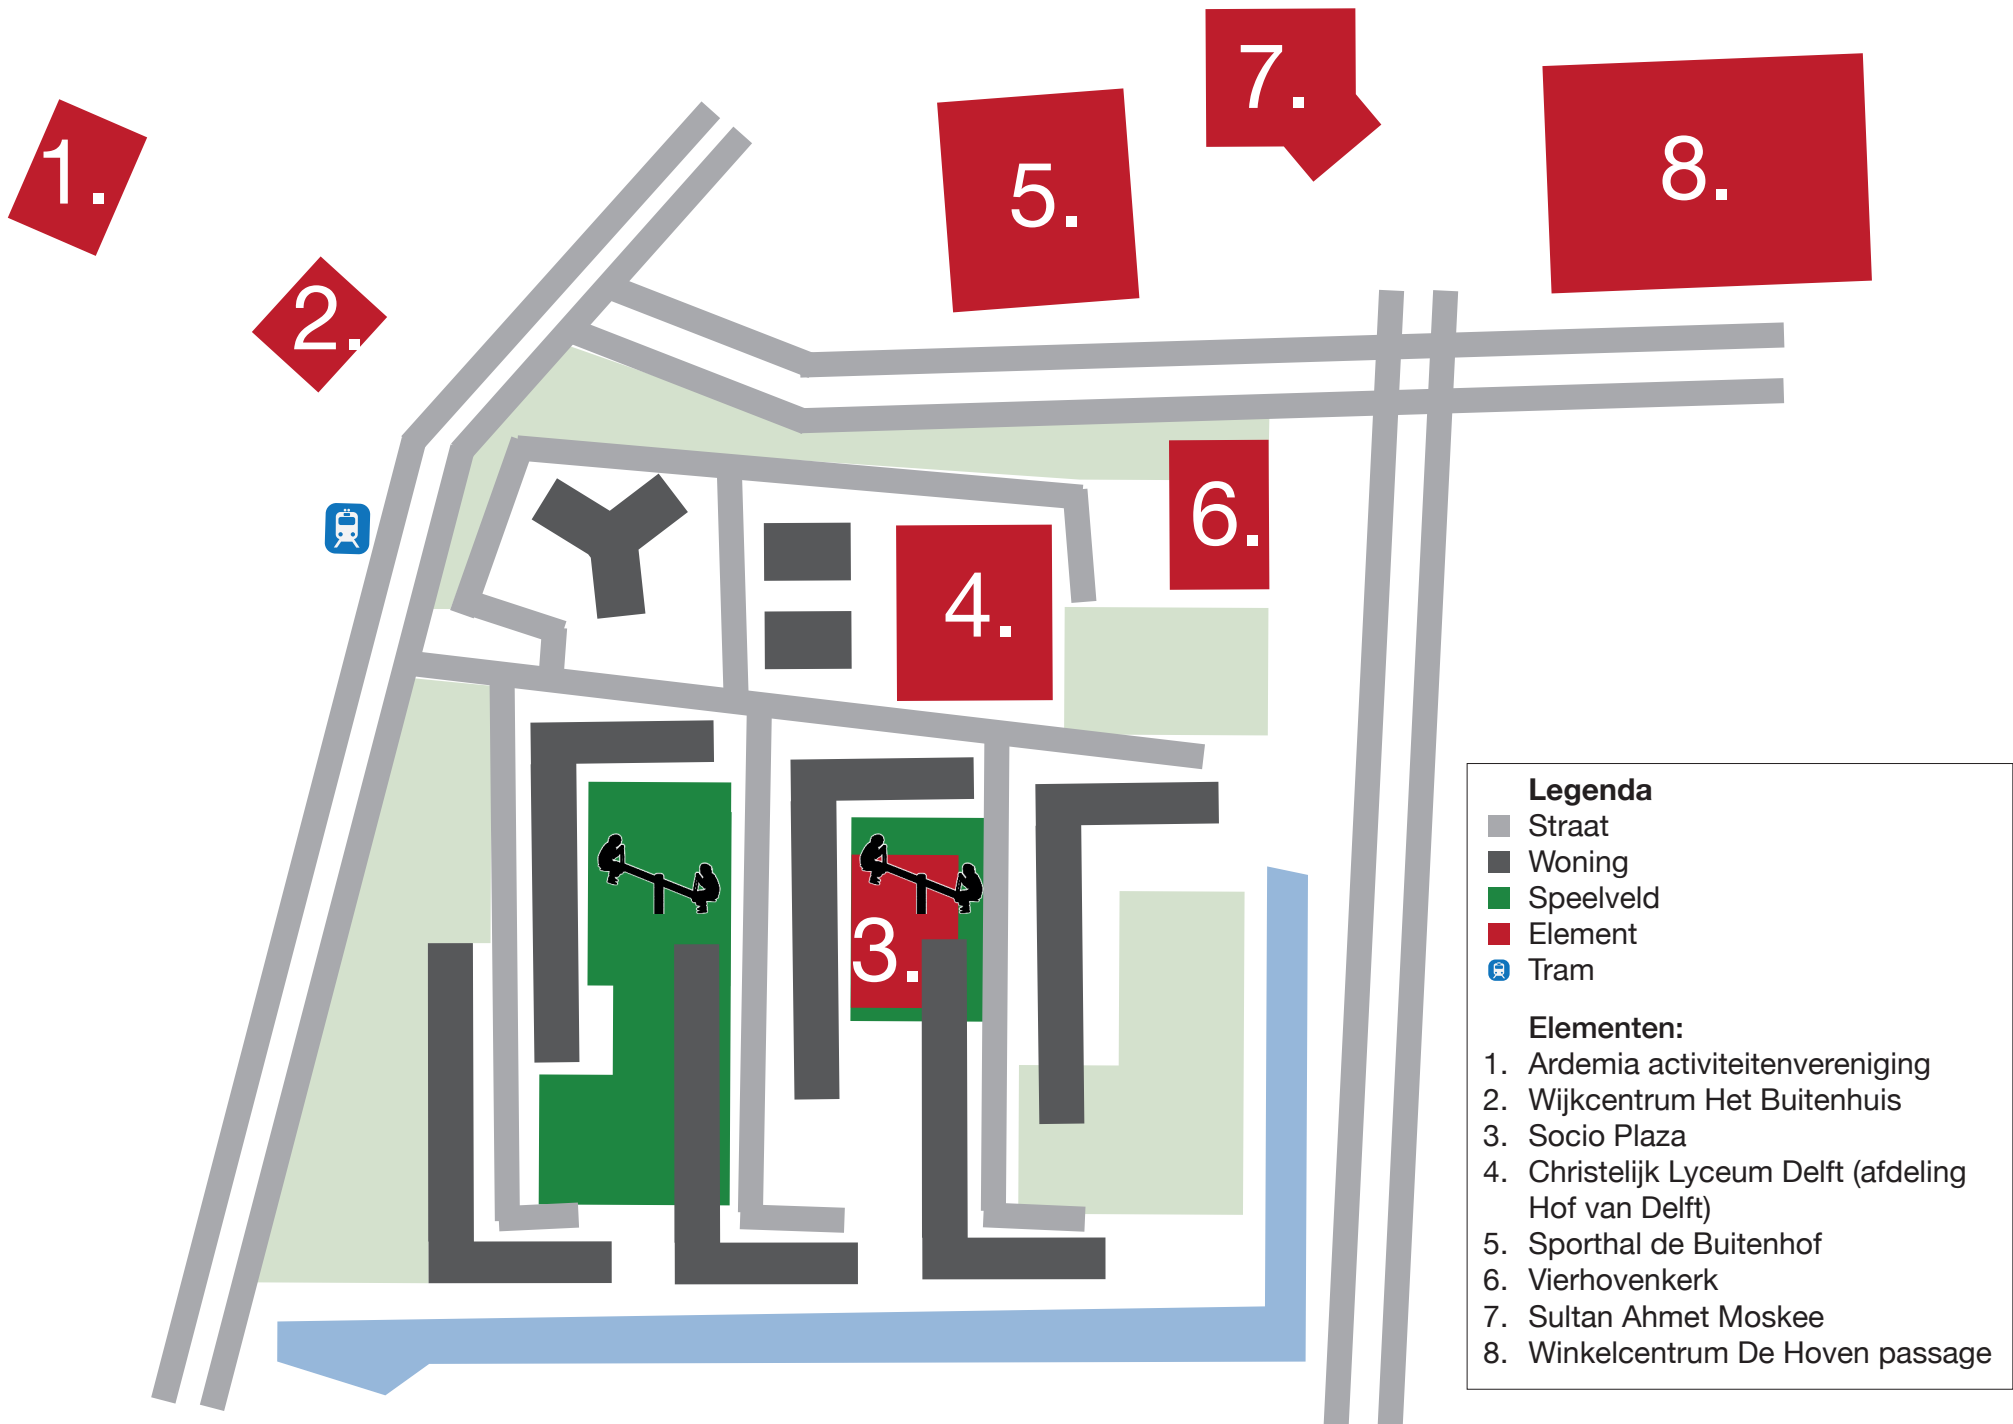 1.
2.
5.
7.
8.
6.
4.
3.
Legenda
Straat
Woning
Speelveld
Element
Tram
Elementen:
1. Ardemia activiteitenvereniging
2. Wijkcentrum Het Buitenhuis
3. Socio Plaza
4. Christelijk Lyceum Delft (afdeling
Hof van Delft)
5. Sporthal de Buitenhof
6. Vierhovenkerk
7. Sultan Ahmet Moskee
8. Winkelcentrum De Hoven passage